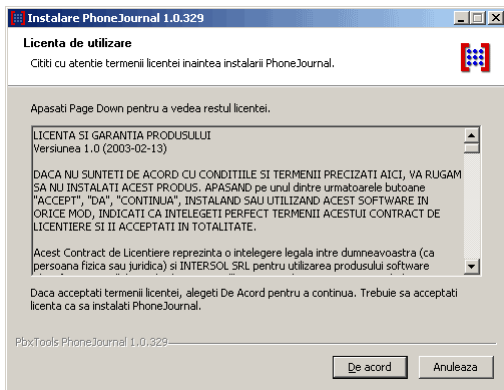 Instalare PhoneJournal 1.0.329
Licenta de utilizare
Cititi cu atentie termenii licentei inaintea instalarii PhoneJournal.
Apasati Page Down pentru a vedea restul licentei.
LICENTA SI GARANTIA PRODUSULUI
Versiunea 1.0 (2003-02-13)
DACA NU SUNTETI DE ACORD CU CONDITIILE SI TERMENII PRECIZATI AICI, VA RUGAM
SA NU INSTALATI ACEST PRODUS. APASAND pe unul dintre urmatoarele butoane
"ACCEPT", "DA", "CONTINUA", INSTALAND SAU UTILIZAND ACEST SOFTWARE IN
ORICE MOD, INDICATI CA INTELEGETI PERFECT TERMENII ACESTUI CONTRACT DE
LICENTIERE SI II ACCEPTATI IN TOTALITATE.
Acest Contract de Licentiere reprezinta o intelegere legala intre dumneavoastra (ca
persoana fizica sau juridica) si INTERSOL SRL pentru utilizarea produsului software
Daca acceptati termenii licentei, alegeti De Acord pentru a continua. Trebuie sa acceptati
licenta ca sa instalati PhoneJournal.
PbxTools PhoneJournal 1.0.329
De acord
Anuleaza